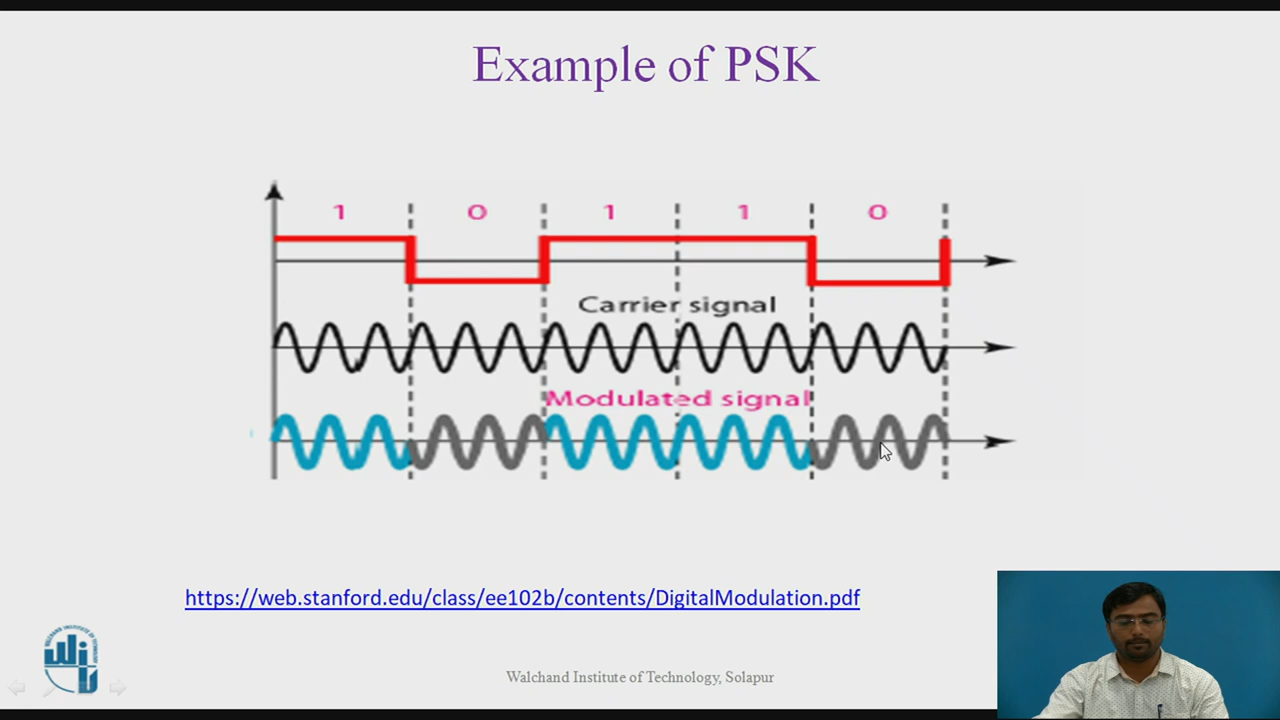 Example of PSK
1 0 1 1 0
Carrier signal
Modulated signal
https://web.stanford.edu/class/ee102b/contents/DigitalModulation.pdf
Walchand Institute of Technology, Solapur